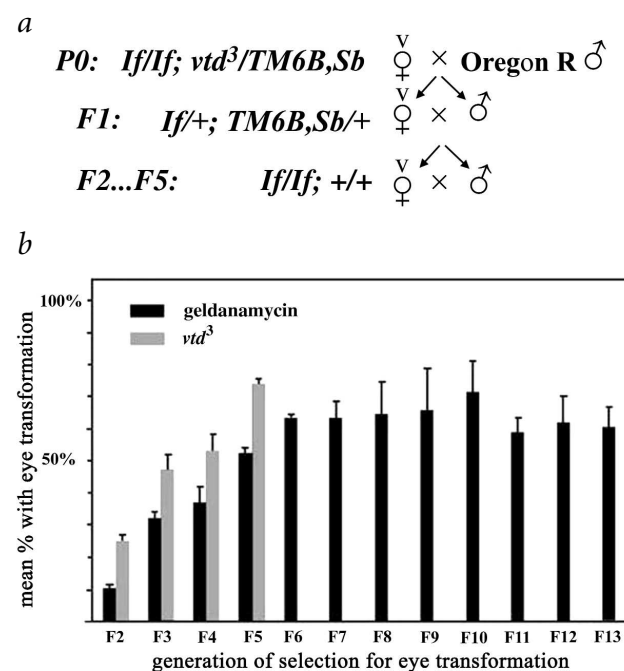 a
P0: If/If; vtd³/TM6B,Sb V ♀ × Oregon R ♂
F1: If/+; TM6B,Sb/+ V ♀ × ♂
F2...F5: If/If; +/+ V ♀ × ♂
b
100%
50%
geldanamycin
vtd³
mean % with eye transformation
F2 F3 F4 F5 F6 F7 F8 F9 F10 F11 F12 F13
generation of selection for eye transformation